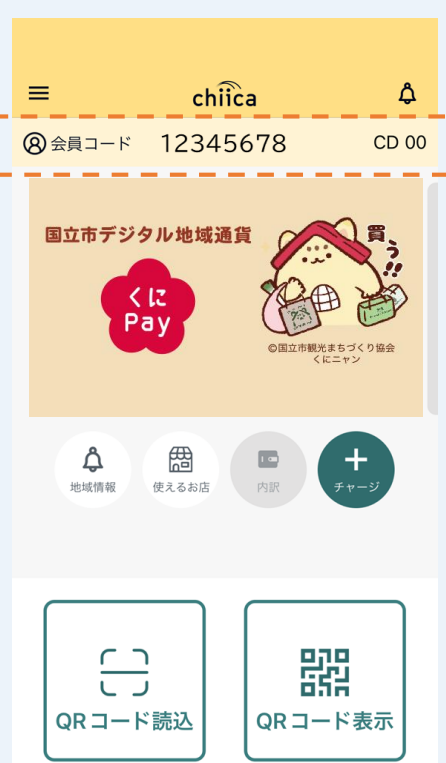 chiica
会員コード 12345678 CD 00
国立市デジタル地域通貨
くに
Pay
買う!!
©国立市観光まちづくり協会
くにニャン
地域情報 使えるお店 内訳 チャージ
QRコード読込 QRコード表示